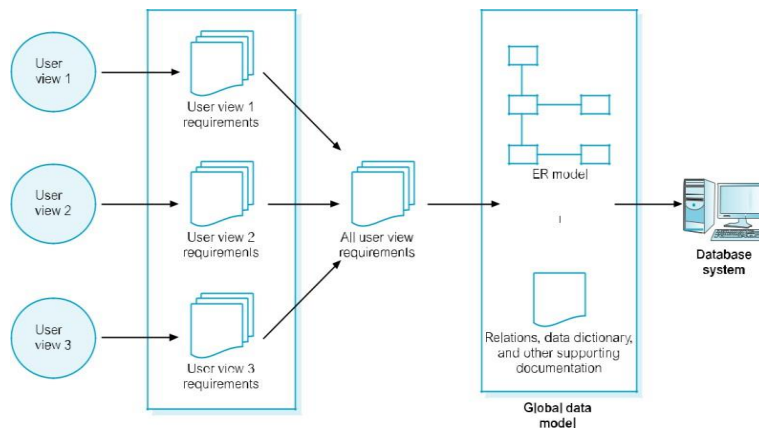 User
view 1
User view 1
requirements
User
view 2
User view 2
requirements
All user view
requirements
User
view 3
User view 3
requirements
ER model
Relations, data dictionary,
and other supporting
documentation
Global data
model
Database
system